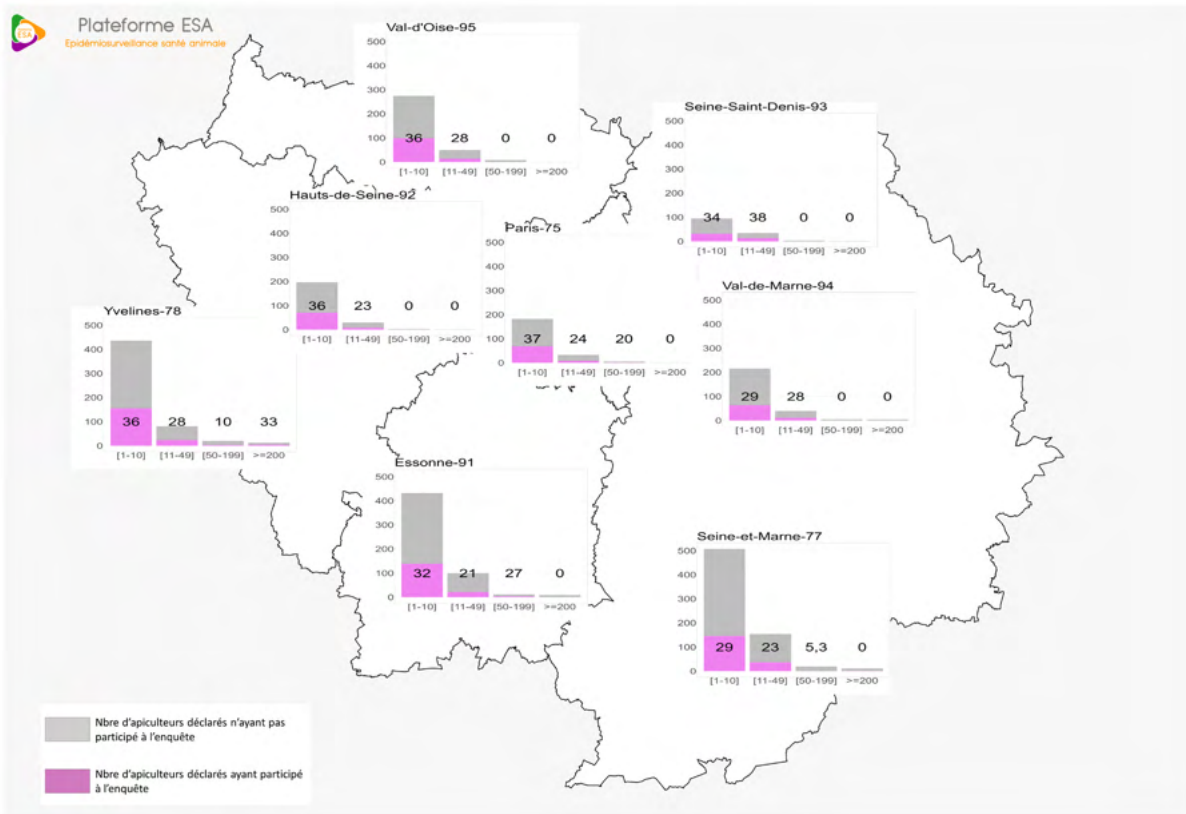 ESA
Plateforme ESA
Epidémiosurveillance santé animale
Val-d'Oise-95
500
400
300
200
100
0
36 28 0 0
[1-10] [11-49] [50-199] >=200
Seine-Saint-Denis-93
500
400
300
200
100
0
34 38 0 0
[1-10] [11-49] [50-199] >=200
Hauts-de-Seine-92
500
400
300
200
100
0
36 23 0 0
[1-10] [11-49] [50-199] >=200
Paris-75
500
400
300
200
100
0
37 24 20 0
[1-10] [11-49] [50-199] >=200
Val-de-Marne-94
500
400
300
200
100
0
29 28 0 0
[1-10] [11-49] [50-199] >=200
Yvelines-78
500
400
300
200
100
0
36 28 10 33
[1-10] [11-49] [50-199] >=200
Essonne-91
500
400
300
200
100
0
32 21 27 0
[1-10] [11-49] [50-199] >=200
Seine-et-Marne-77
500
400
300
200
100
0
29 23 5,3 0
[1-10] [11-49] [50-199] >=200
Nbre d'apiculteurs déclarés n'ayant pas
participé à l'enquête
Nbre d'apiculteurs déclarés ayant participé
à l'enquête